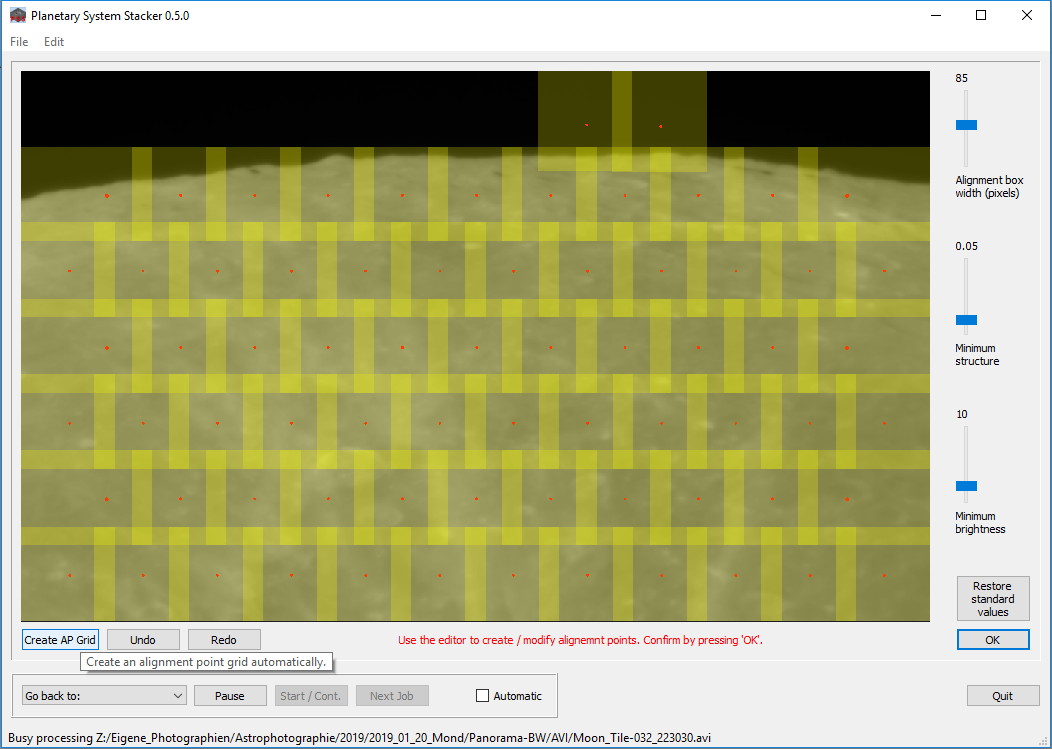 Planetary System Stacker 0.5.0
File Edit
85
Alignment box
width (pixels)
0.05
Minimum
structure
10
Minimum
brightness
Restore
standard
values
Create AP Grid Undo Redo Use the editor to create / modify alignemnt points. Confirm by pressing 'OK'. OK
Create an alignment point grid automatically.
Go back to: Pause Start / Cont. Next Job Automatic Quit
Busy processing Z:/Eigene_Photographien/Astrophotographie/2019/2019_01_20_Mond/Panorama-BW/AVI/Moon_Tile-032_223030.avi